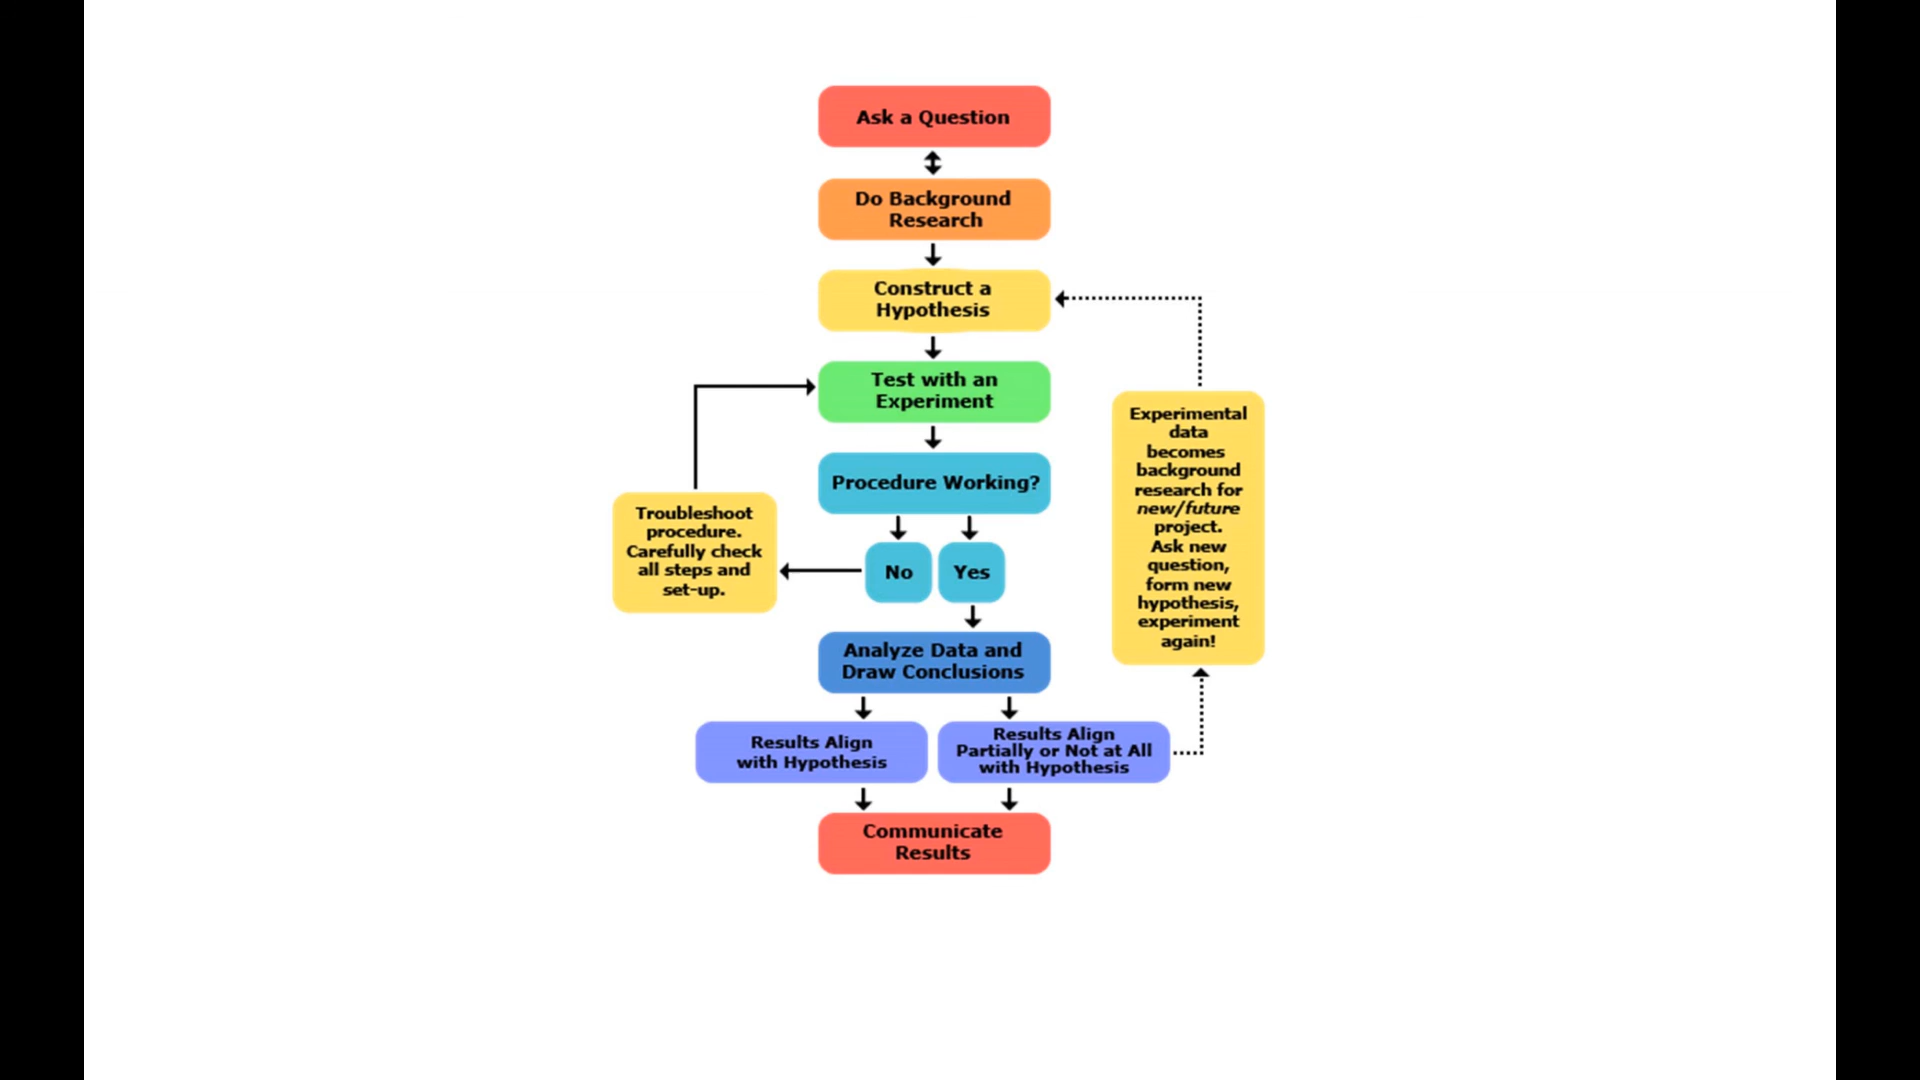 Ask a Question
Do Background
Research
Construct a
Hypothesis
Test with an
Experiment
Procedure Working?
No
Yes
Troubleshoot
procedure.
Carefully check
all steps and
set-up.
Experimental
data
becomes
background
research for
new/future
project.
Ask new
question,
form new
hypothesis,
experiment
again!
Analyze Data and
Draw Conclusions
Results Align
with Hypothesis
Results Align
Partially or Not at All
with Hypothesis
Communicate
Results